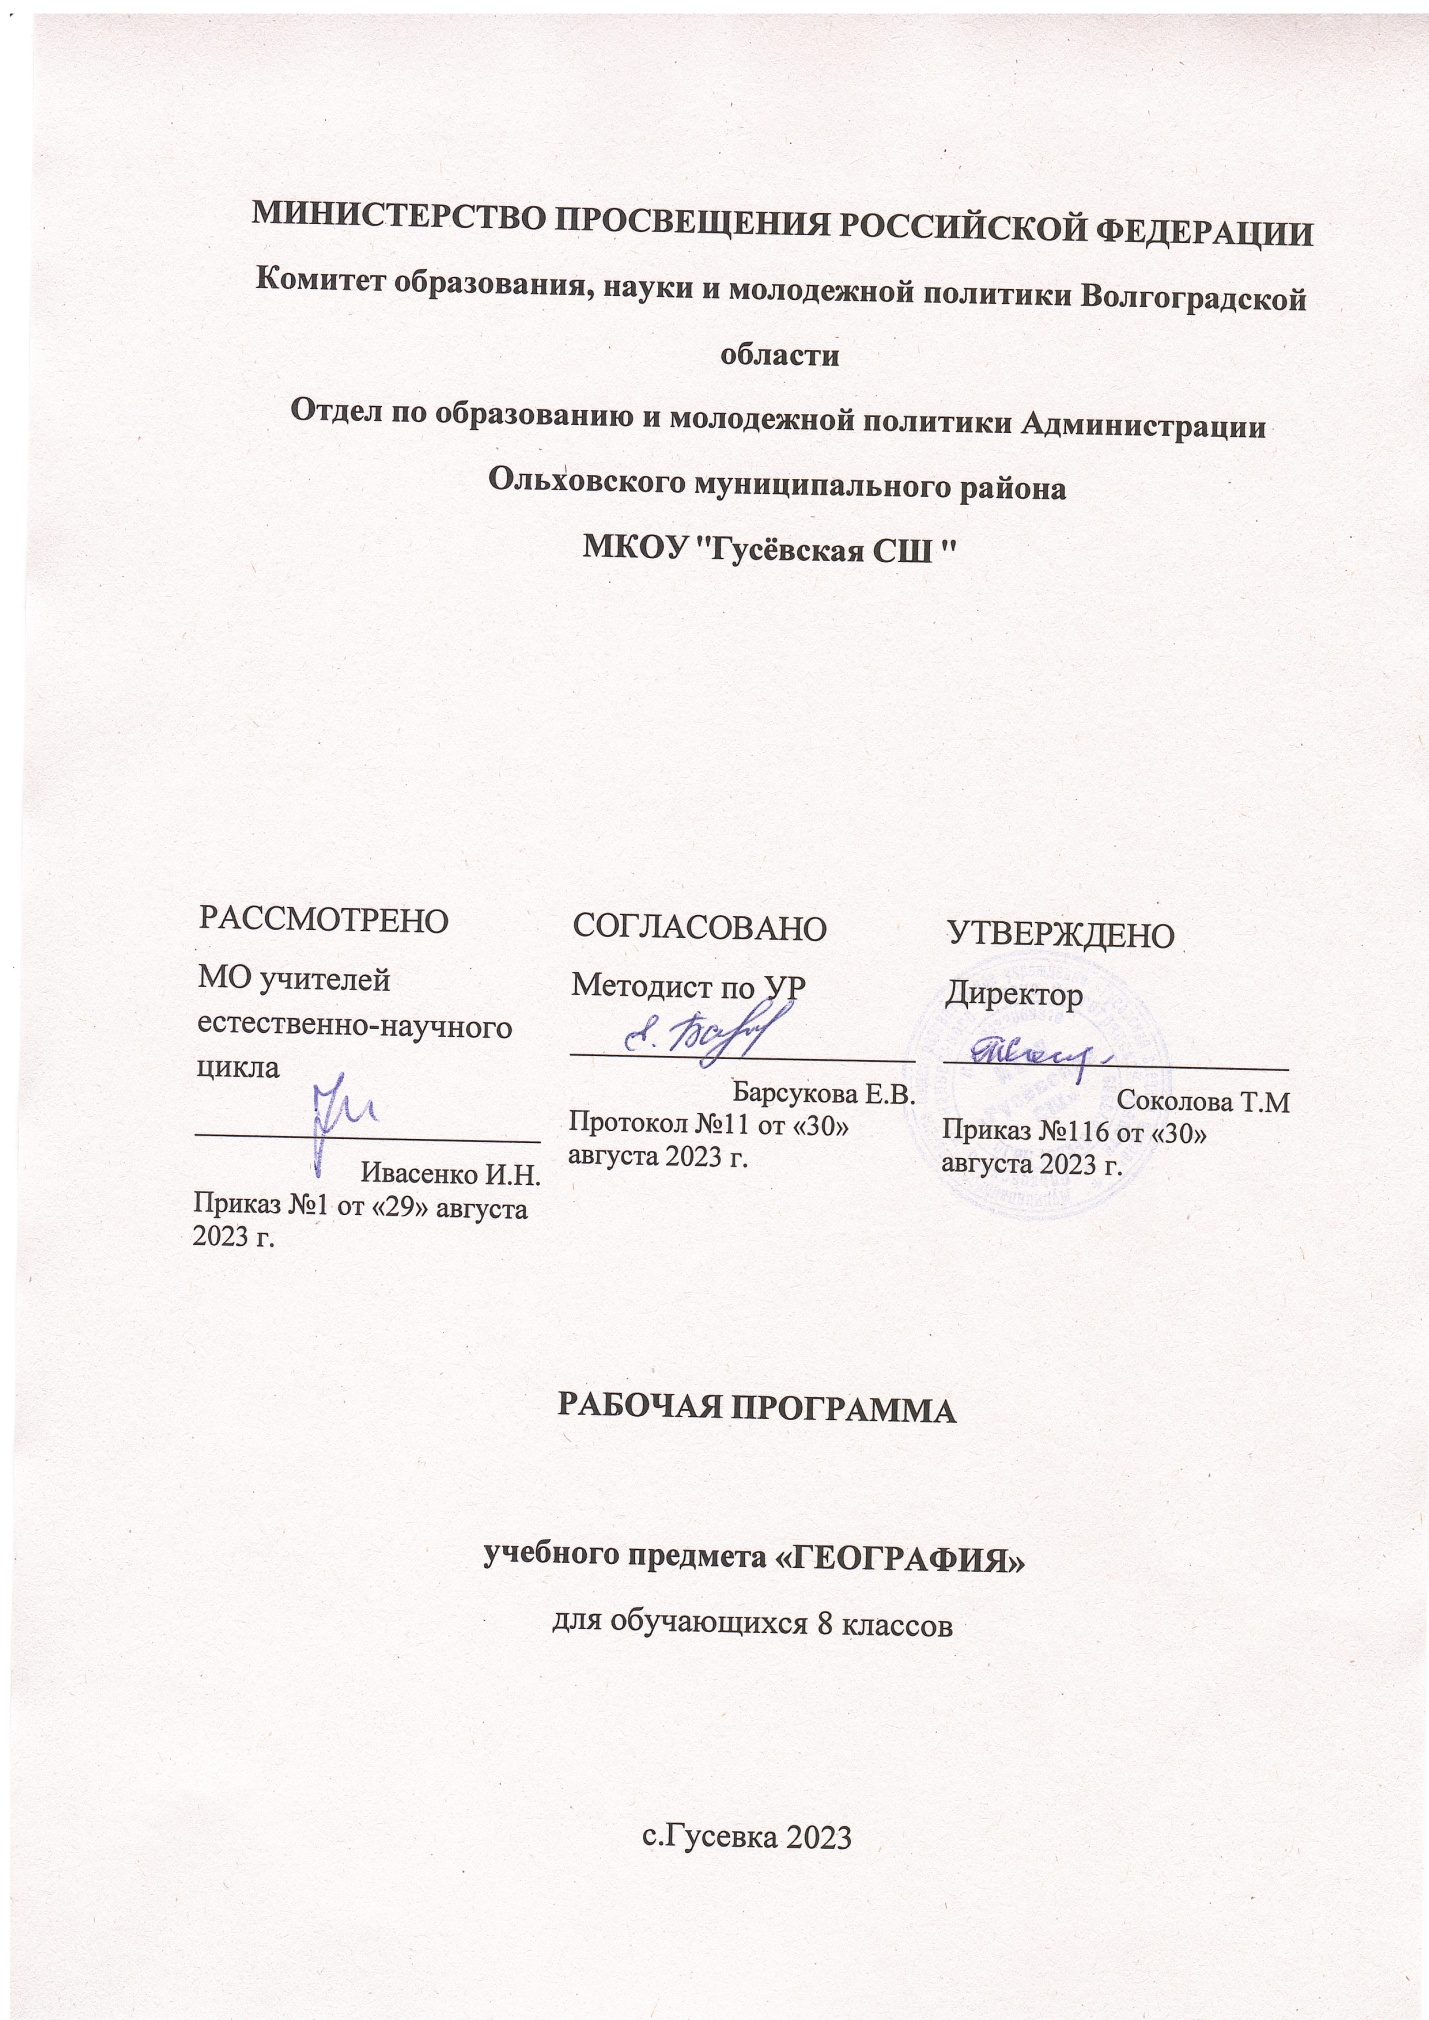 МИНИСТЕРСТВО ПРОСВЕЩЕНИЯ РОССИЙСКОЙ ФЕДЕРАЦИИ
Комитет образования, науки и молодежной политики Волгоградской
области
Отдел по образованию и молодежной политики Администрации
Ольховского муниципального района
МКОУ "Гусёвская СШ "
РАССМОТРЕНО
МО учителей
естественно-научного
цикла
Ивасенко И.Н.
Приказ №1 от «29» августа
2023 г.
СОГЛАСОВАНО
Методист по УР
Барсукова Е.В.
Протокол №11 от «30»
августа 2023 г.
УТВЕРЖДЕНО
Директор
Соколова Т.М
Приказ №116 от «30»
августа 2023 г.
РАБОЧАЯ ПРОГРАММА
учебного предмета «ГЕОГРАФИЯ»
для обучающихся 8 классов
с.Гусевка 2023